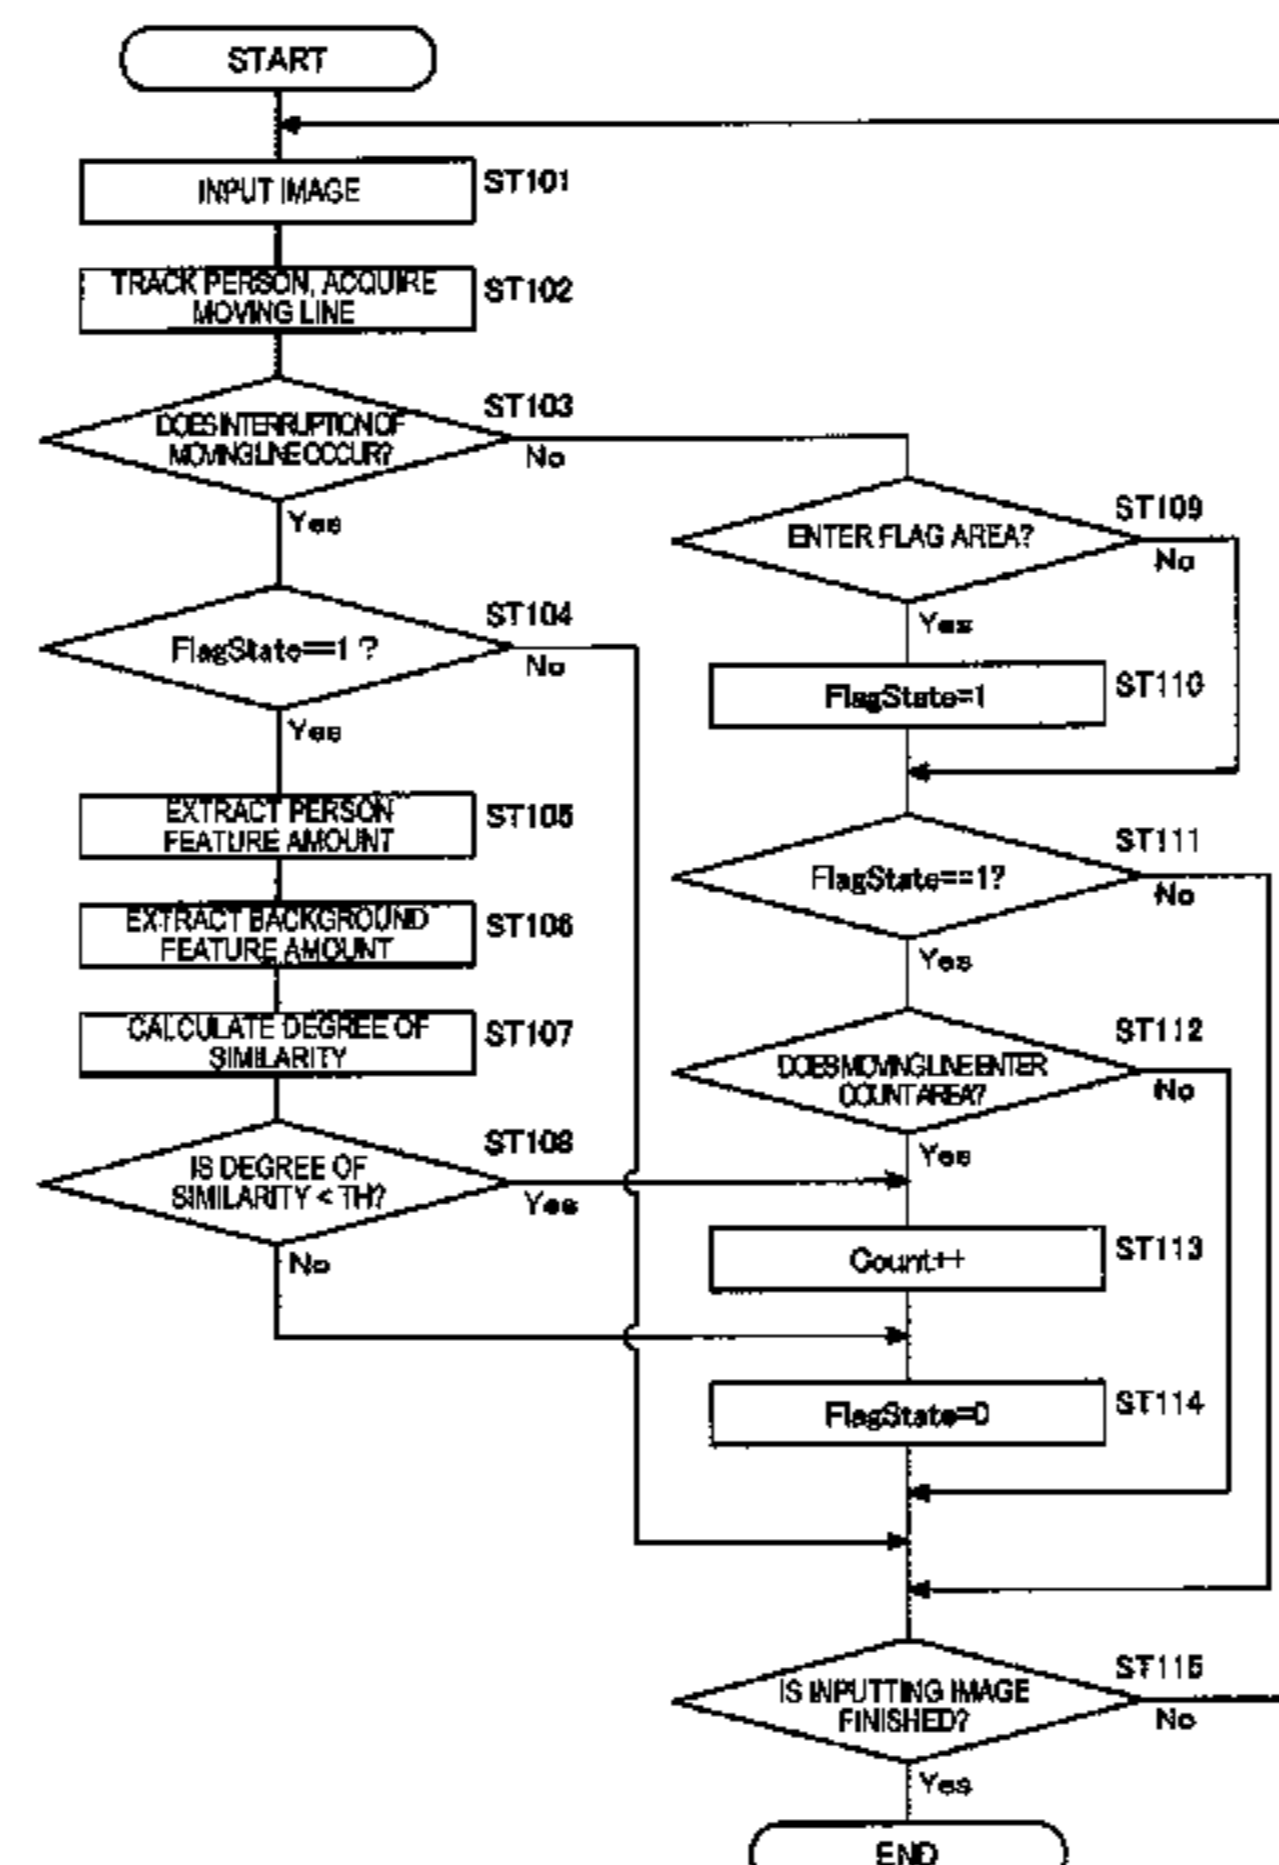 START
INPUT IMAGE
ST101
TRACK PERSON, ACQUIRE
MOVING LINE
ST102
DOES INTERRUPTION OF
MOVING LINE OCCUR?
ST103
No
Yes
FlagState==1 ?
ST104
No
Yes
EXTRACT PERSON
FEATURE AMOUNT
ST105
EXTRACT BACKGROUND
FEATURE AMOUNT
ST106
CALCULATE DEGREE OF
SIMILARITY
ST107
IS DEGREE OF
SIMILARITY < TH?
ST108
Yes
No
ENTER FLAG AREA?
ST109
No
Yes
FlagState=1
ST110
FlagState==1?
ST111
No
Yes
DOES MOVING LINE ENTER
COUNT AREA?
ST112
No
Yes
Count++
ST113
FlagState=0
ST114
IS INPUTTING IMAGE
FINISHED?
ST115
No
Yes
END